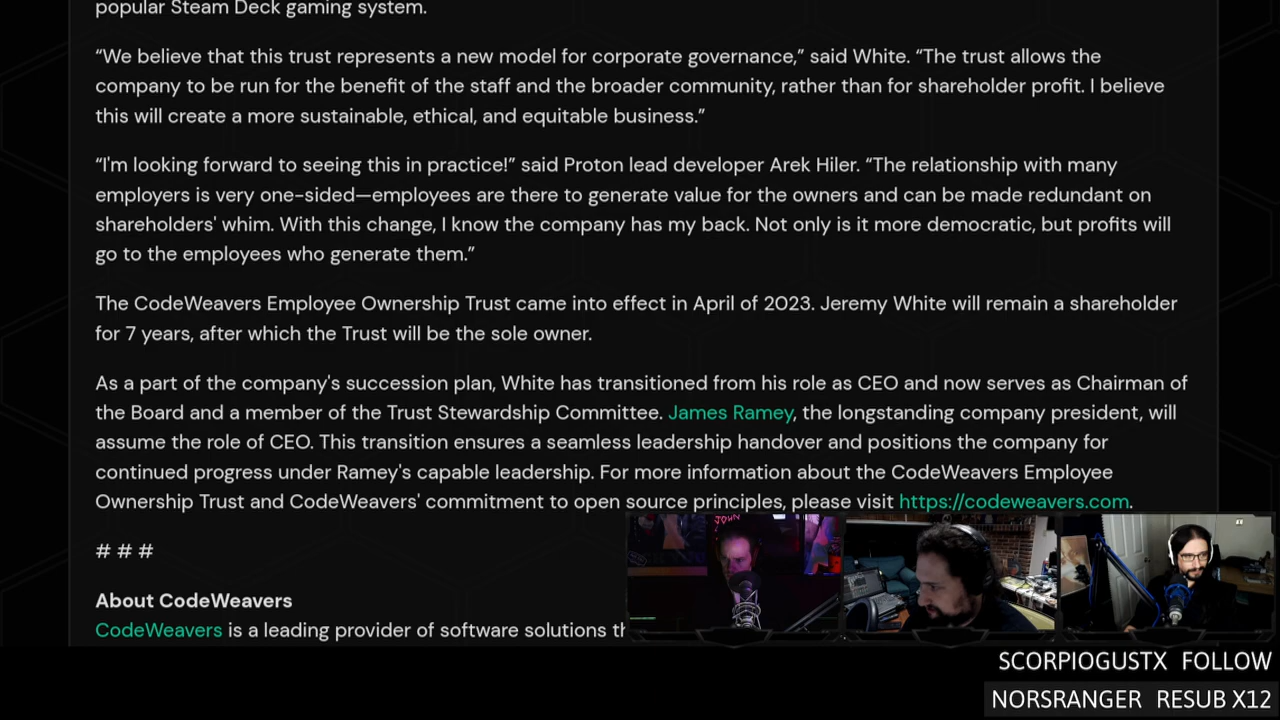 popular Steam Deck gaming system.
“We believe that this trust represents a new model for corporate governance,” said White. “The trust allows the
company to be run for the benefit of the staff and the broader community, rather than for shareholder profit. I believe
this will create a more sustainable, ethical, and equitable business.”
“I'm looking forward to seeing this in practice!” said Proton lead developer Arek Hiler. “The relationship with many
employers is very one-sided—employees are there to generate value for the owners and can be made redundant on
shareholders' whim. With this change, I know the company has my back. Not only is it more democratic, but profits will
go to the employees who generate them.”
The CodeWeavers Employee Ownership Trust came into effect in April of 2023. Jeremy White will remain a shareholder
for 7 years, after which the Trust will be the sole owner.
As a part of the company's succession plan, White has transitioned from his role as CEO and now serves as Chairman of
the Board and a member of the Trust Stewardship Committee. James Ramey, the longstanding company president, will
assume the role of CEO. This transition ensures a seamless leadership handover and positions the company for
continued progress under Ramey's capable leadership. For more information about the CodeWeavers Employee
Ownership Trust and CodeWeavers' commitment to open source principles, please visit https://codeweavers.com.
# # #
About CodeWeavers
CodeWeavers is a leading provider of software solutions
JOHN
SCORPIOGUSTX FOLLOW
NORSRANGER RESUB X12